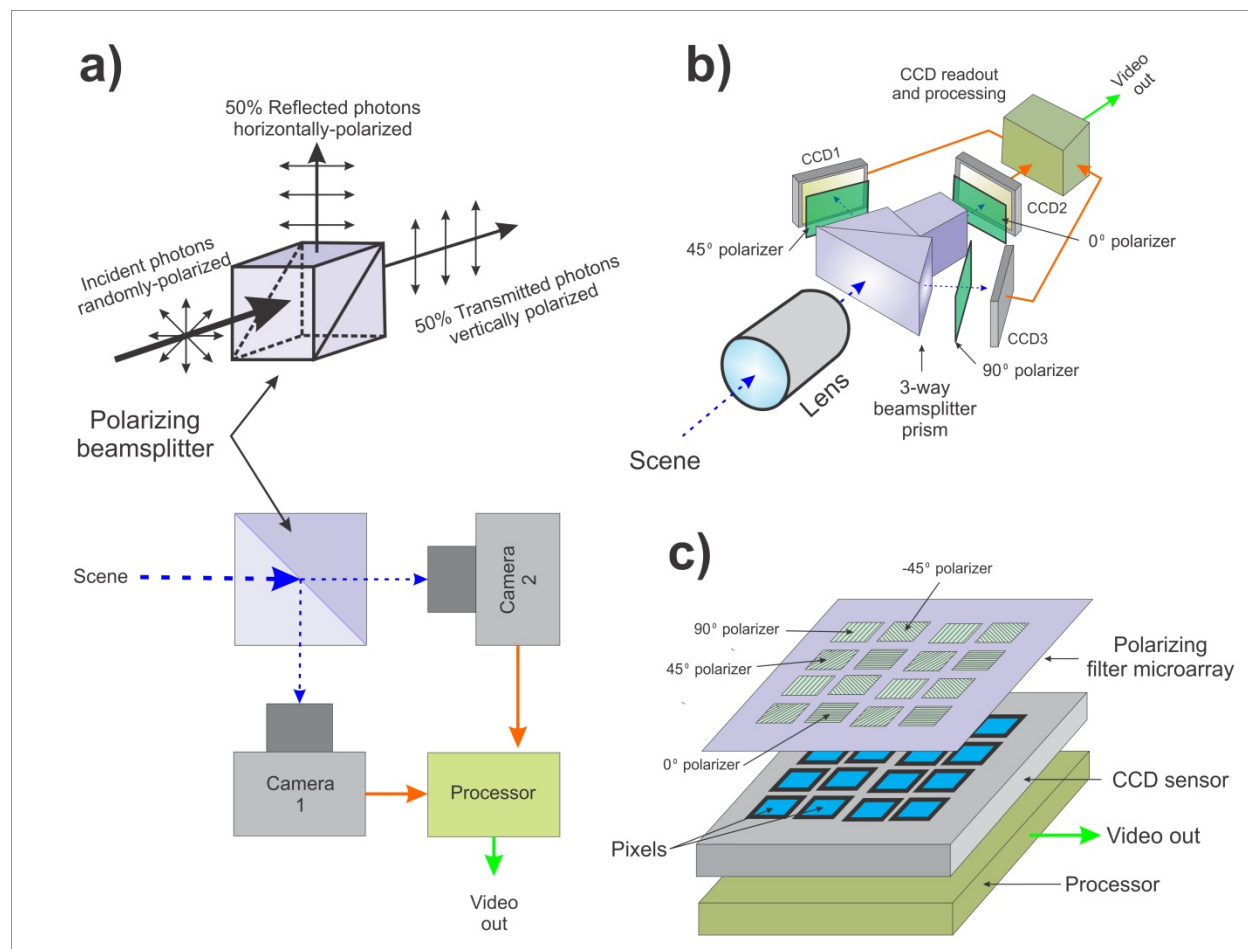 a)
50% Reflected photons
horizontally-polarized
Incident photons
randomly-polarized
50% Transmitted photons
vertically polarized
Polarizing
beamsplitter
Scene
Camera
2
Camera
1
Processor
Video
out
b)
CCD readout
and processing
Video
out
CCD1
CCD2
45° polarizer
0° polarizer
CCD3
90° polarizer
Lens
3-way
beamsplitter
prism
Scene
c)
-45° polarizer
90° polarizer
45° polarizer
Polarizing
filter microarray
0° polarizer
CCD sensor
Pixels
Video out
Processor